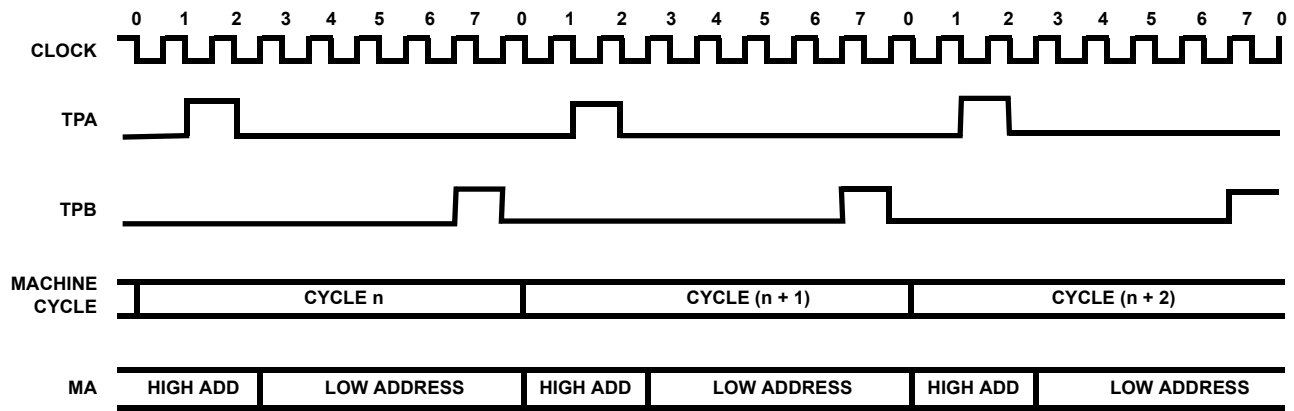 0 1 2 3 4 5 6 7 0 1 2 3 4 5 6 7 0 1 2 3 4 5 6 7 0
CLOCK
TPA
TPB
MACHINE
CYCLE
CYCLE n CYCLE (n + 1) CYCLE (n + 2)
MA HIGH ADD LOW ADDRESS HIGH ADD LOW ADDRESS HIGH ADD LOW ADDRESS